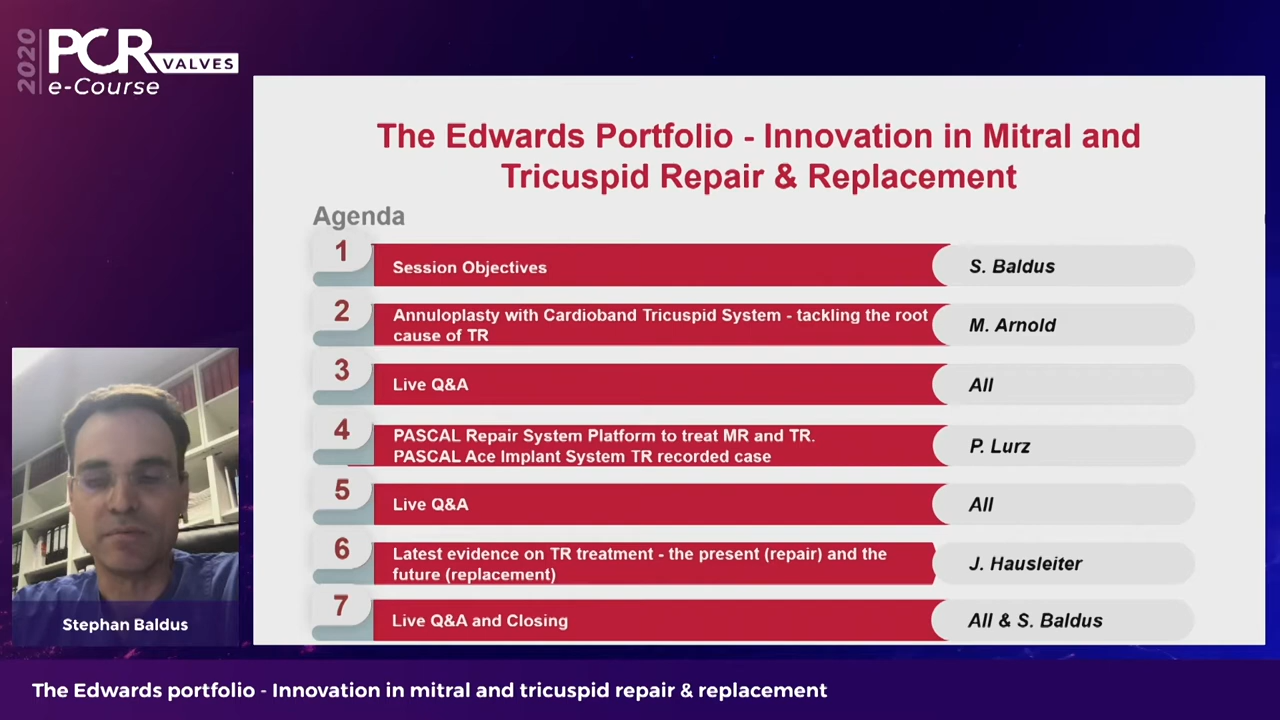 2020
PCR
VALVES
e-Course
The Edwards Portfolio - Innovation in Mitral and
Tricuspid Repair & Replacement
Agenda
1
Session Objectives
S. Baldus
2
Annuloplasty with Cardioband Tricuspid System - tackling the root
cause of TR
M. Arnold
3
Live Q&A
All
4
PASCAL Repair System Platform to treat MR and TR.
PASCAL Ace Implant System TR recorded case
P. Lurz
5
Live Q&A
All
6
Latest evidence on TR treatment - the present (repair) and the
future (replacement)
J. Hausleiter
7
Live Q&A and Closing
All & S. Baldus
Stephan Baldus
The Edwards portfolio - Innovation in mitral and tricuspid repair & replacement